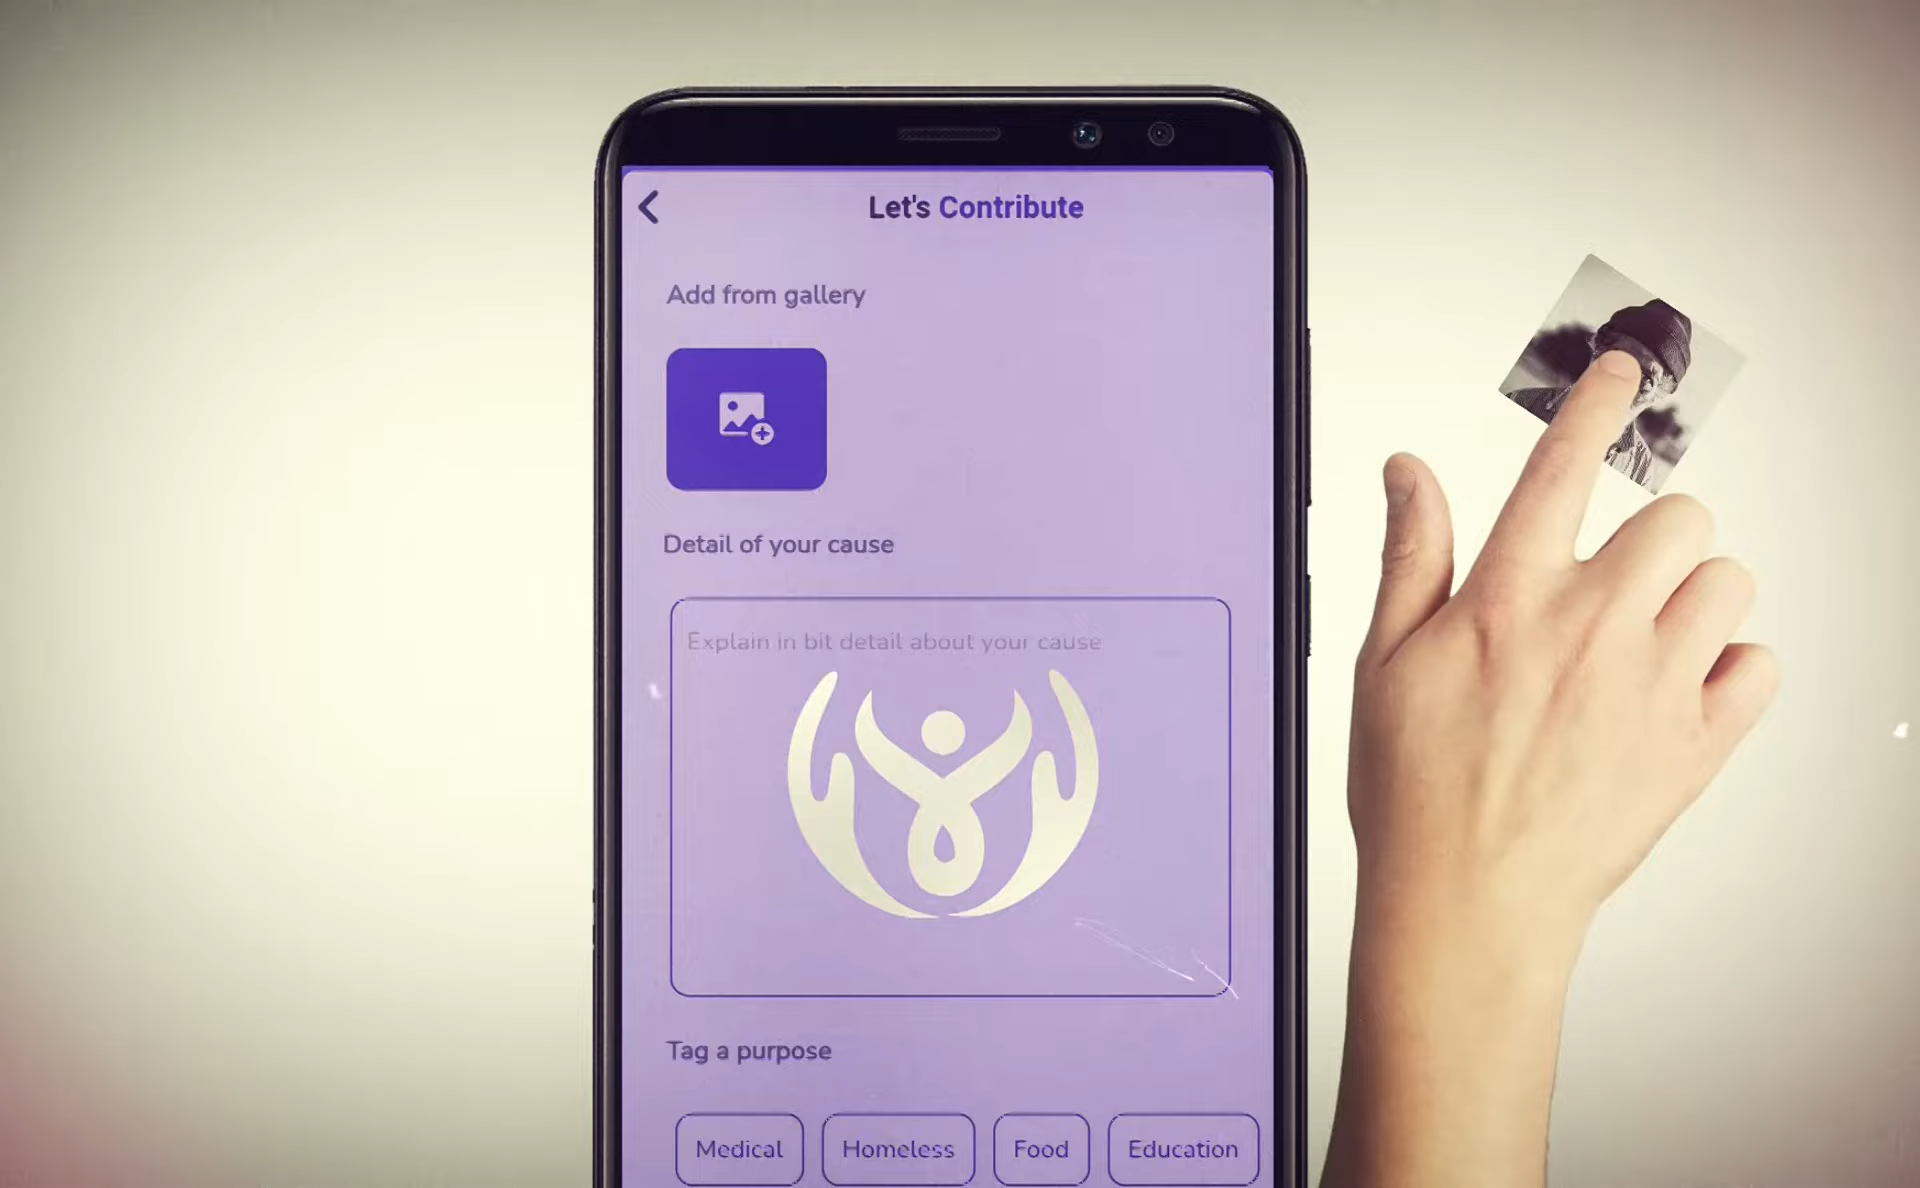 Let's Contribute
Add from gallery
Detail of your cause
Explain in bit detail about your cause
Tag a purpose
Medical
Homeless
Food
Education